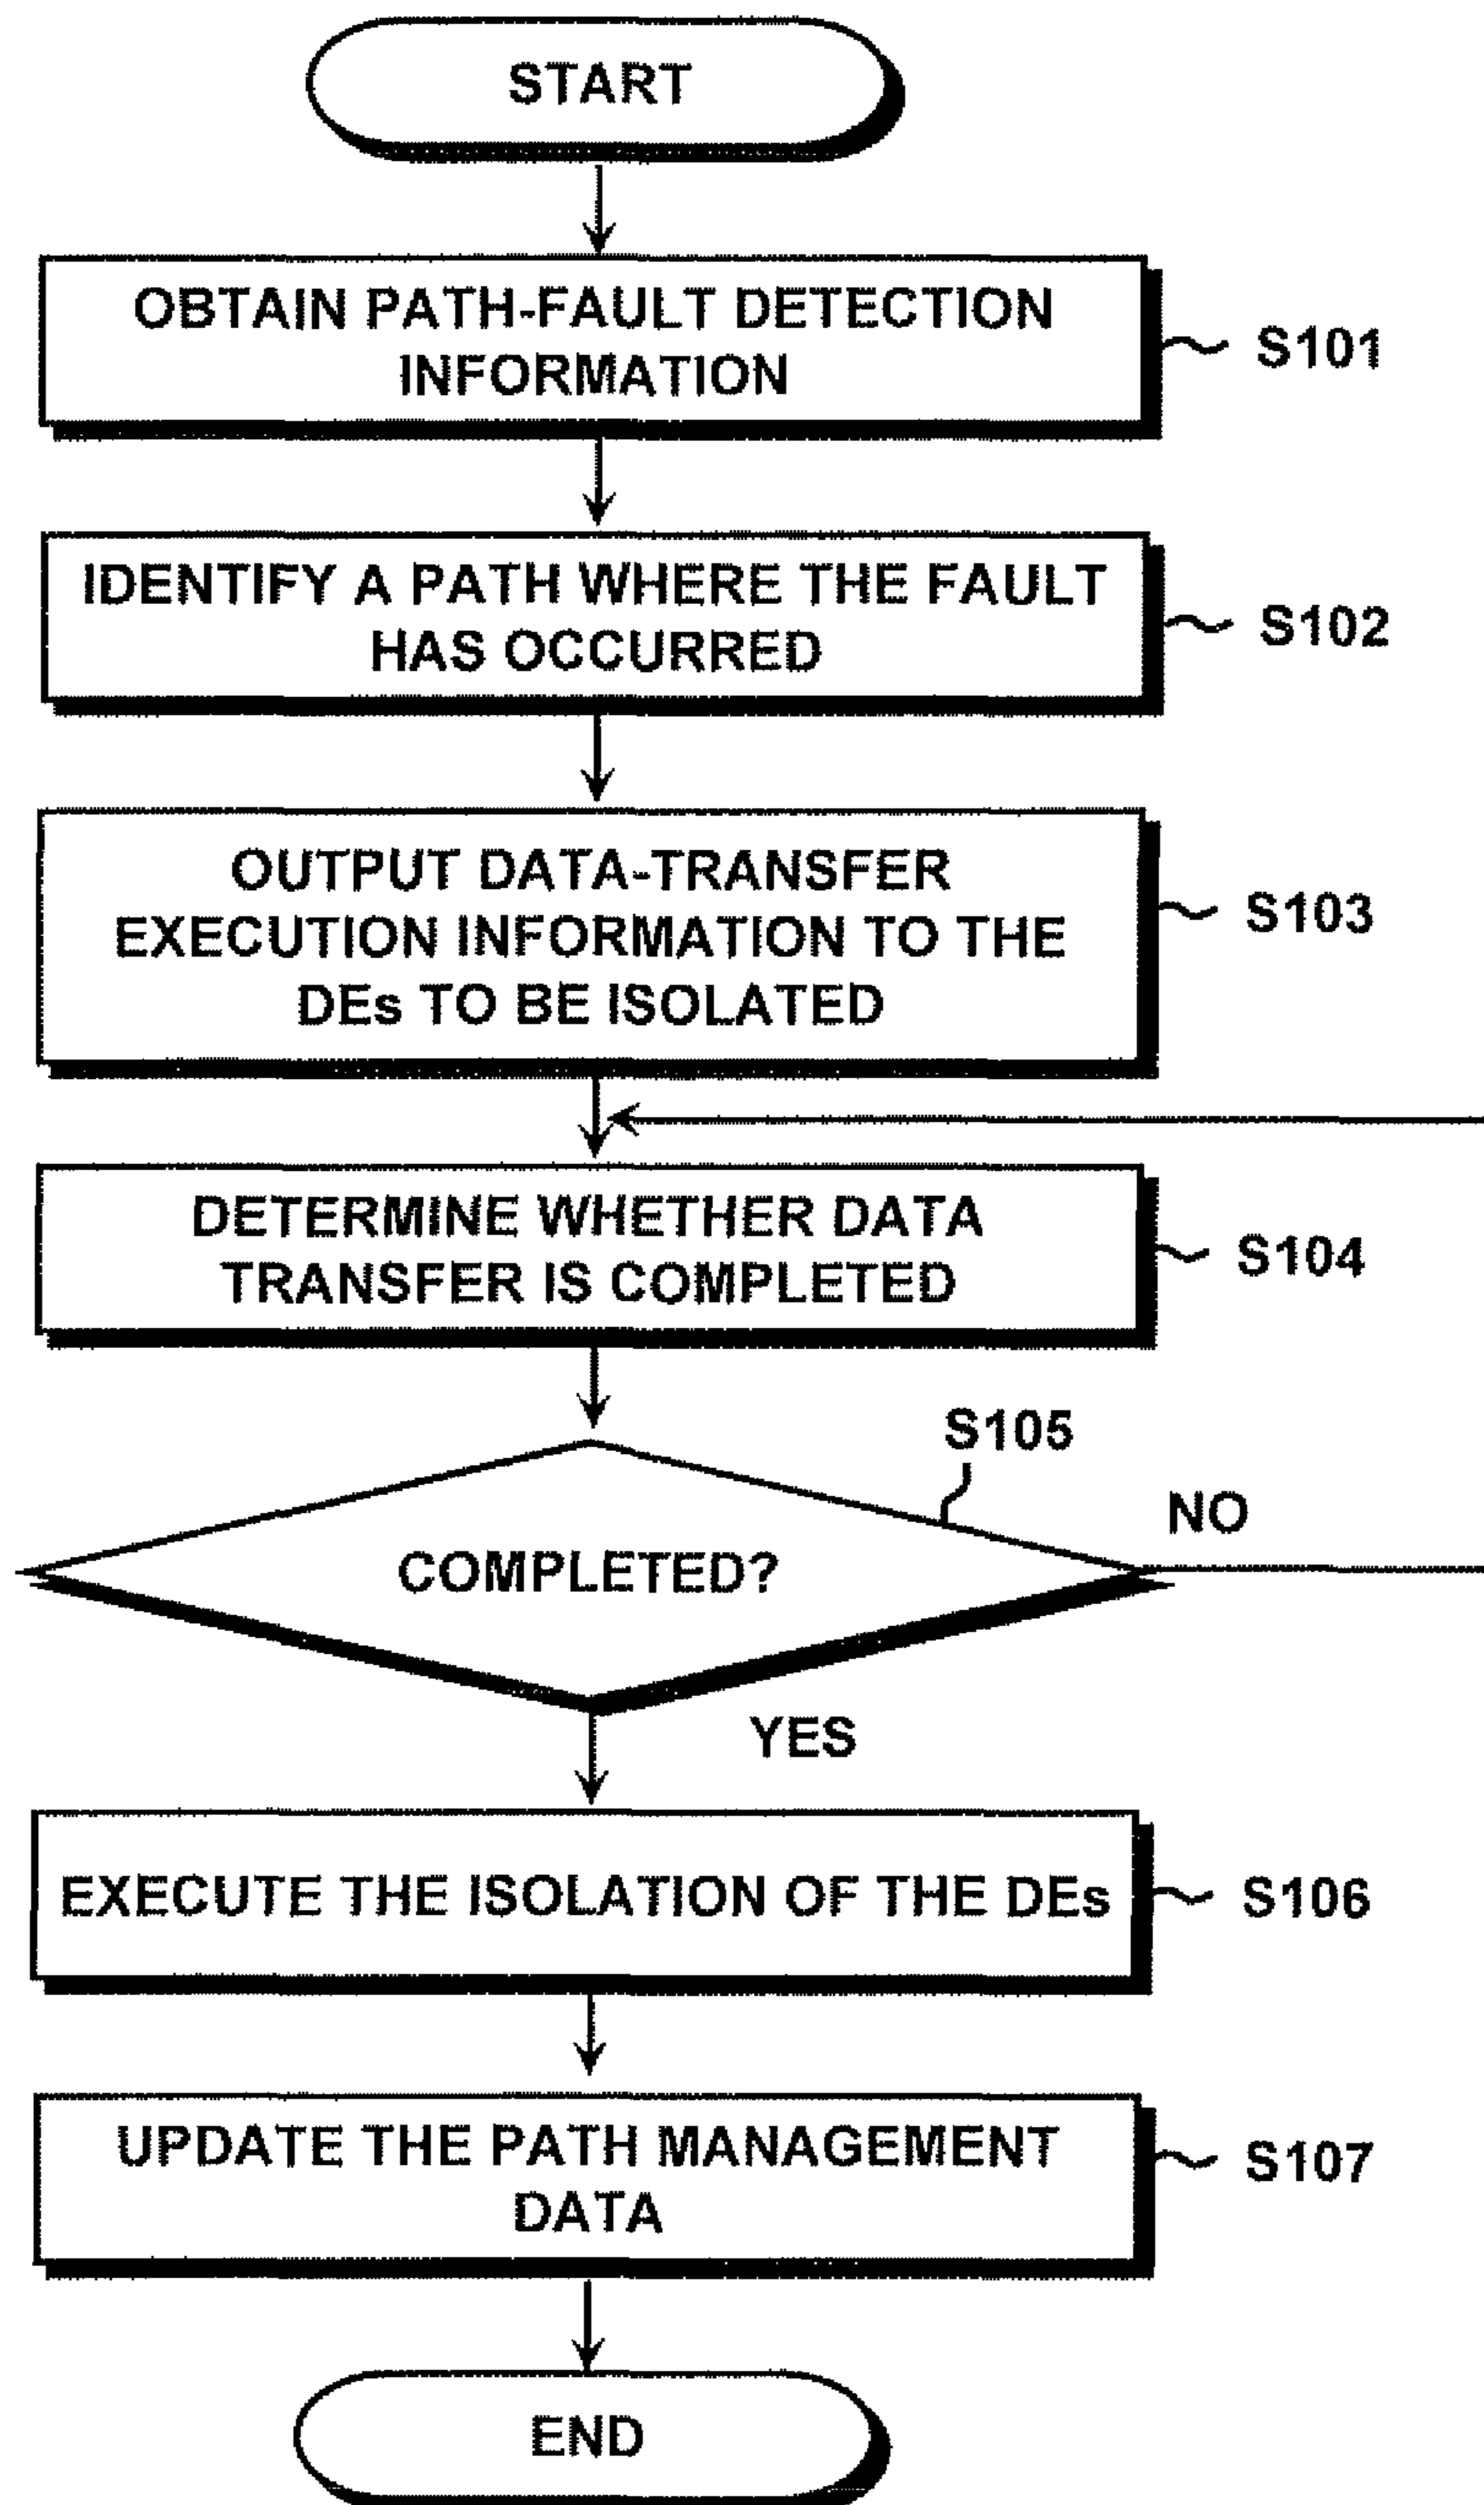 START
OBTAIN PATH-FAULT DETECTION
INFORMATION
S101
IDENTIFY A PATH WHERE THE FAULT
HAS OCCURRED
S102
OUTPUT DATA-TRANSFER
EXECUTION INFORMATION TO THE
DEs TO BE ISOLATED
S103
DETERMINE WHETHER DATA
TRANSFER IS COMPLETED
S104
S105
COMPLETED?
NO
YES
EXECUTE THE ISOLATION OF THE DEs
S106
UPDATE THE PATH MANAGEMENT
DATA
S107
END